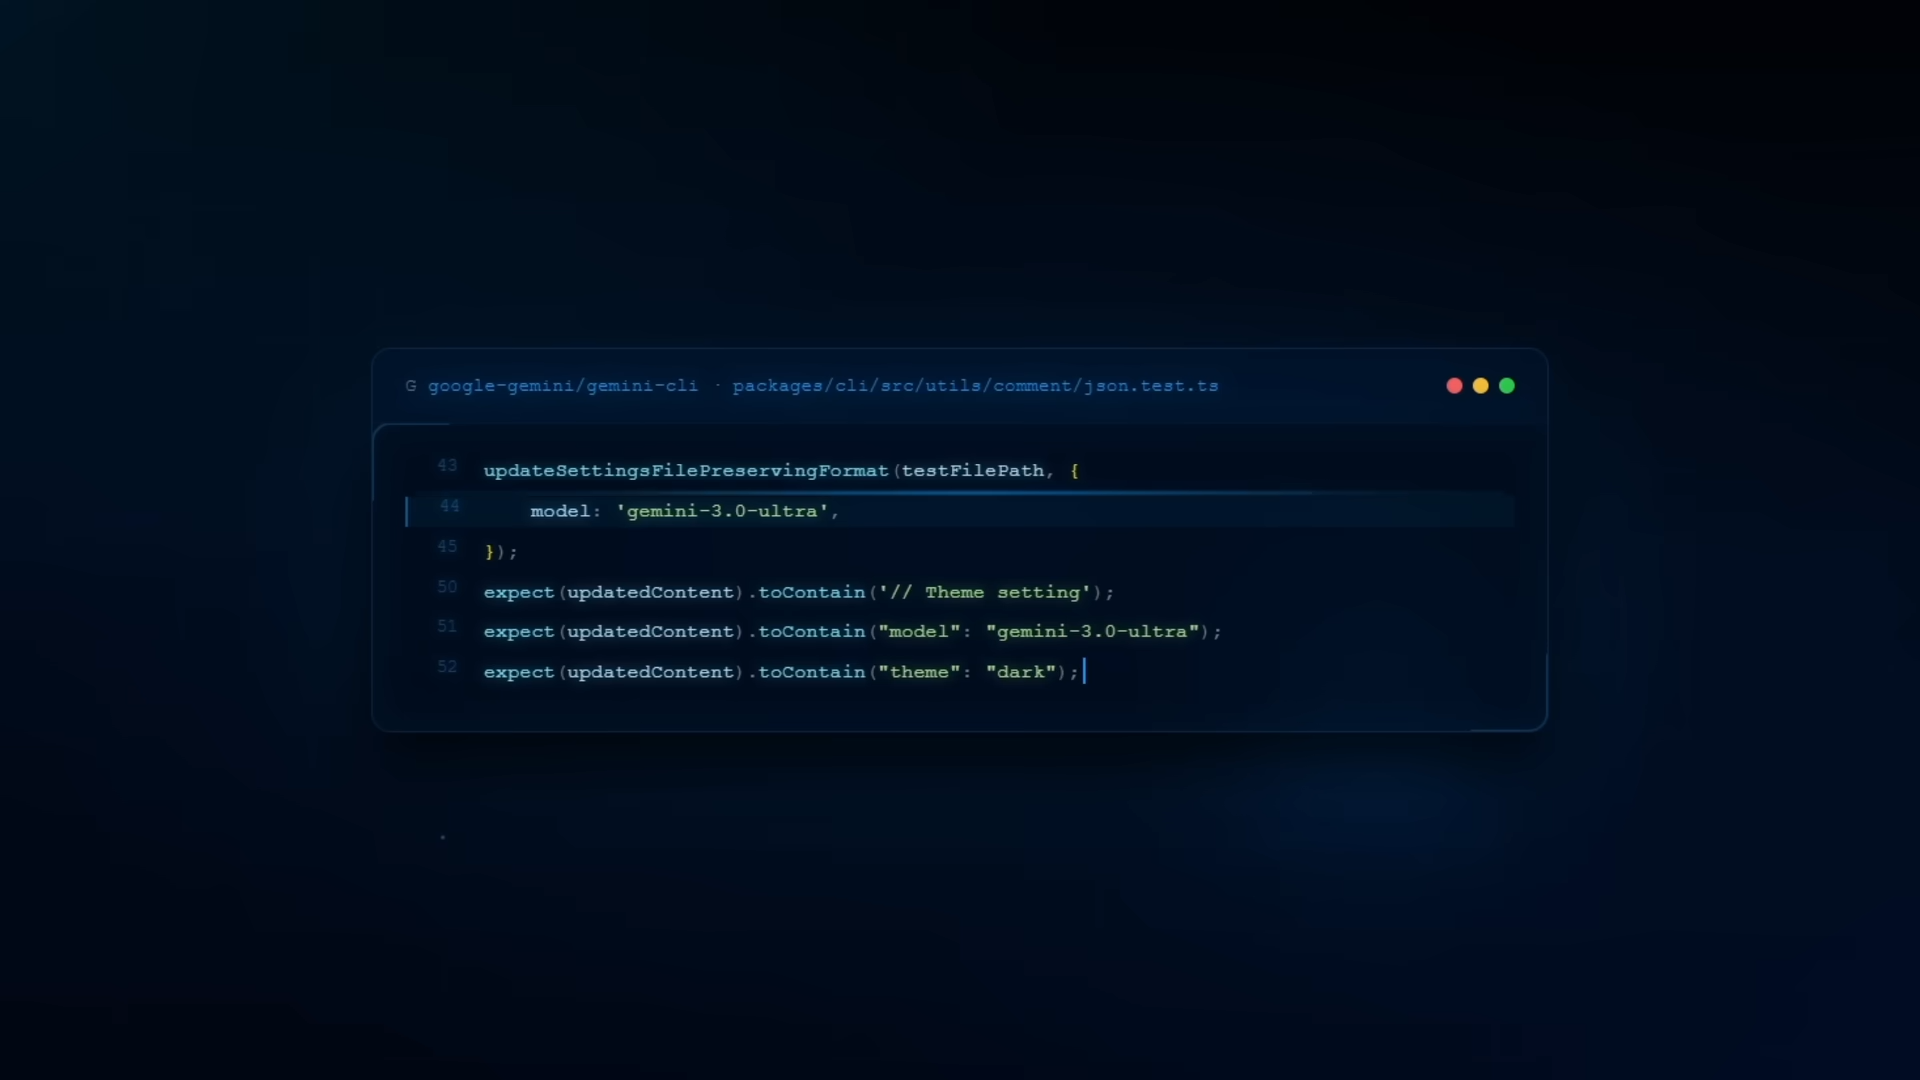 G google-gemini/gemini-cli · packages/cli/src/utils/comment/json.test.ts
43 updateSettingsFilePreservingFormat(testFilePath, {
44     model: 'gemini-3.0-ultra',
45 });
50 expect(updatedContent).toContain('// Theme setting');
51 expect(updatedContent).toContain("model": "gemini-3.0-ultra");
52 expect(updatedContent).toContain("theme": "dark");